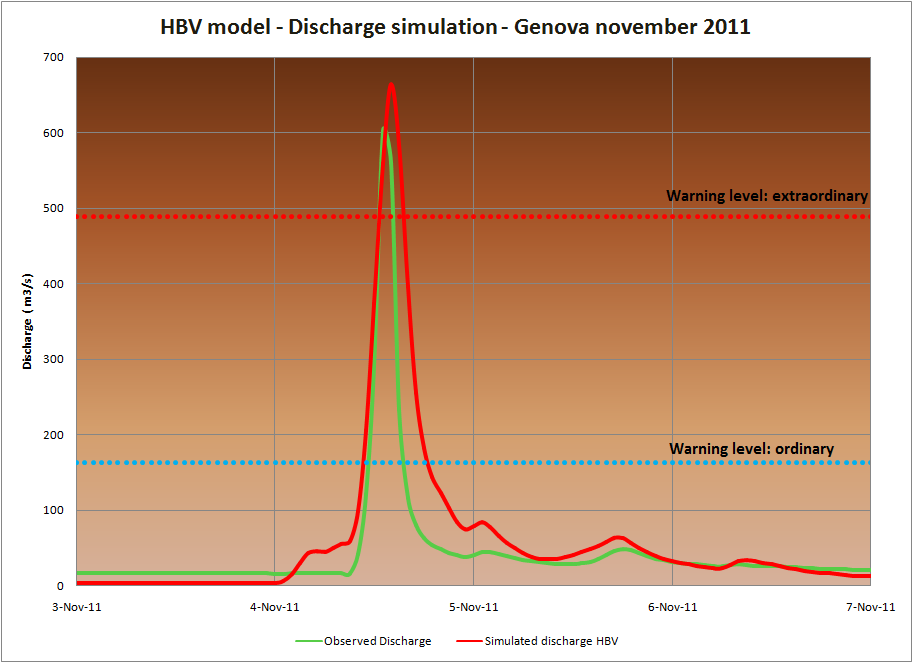 HBV model - Discharge simulation - Genova november 2011
700
600
500
400
300
200
100
0
Discharge ( m3/s)
Warning level: extraordinary
Warning level: ordinary
3-Nov-11 4-Nov-11 5-Nov-11 6-Nov-11 7-Nov-11
Observed Discharge Simulated discharge HBV